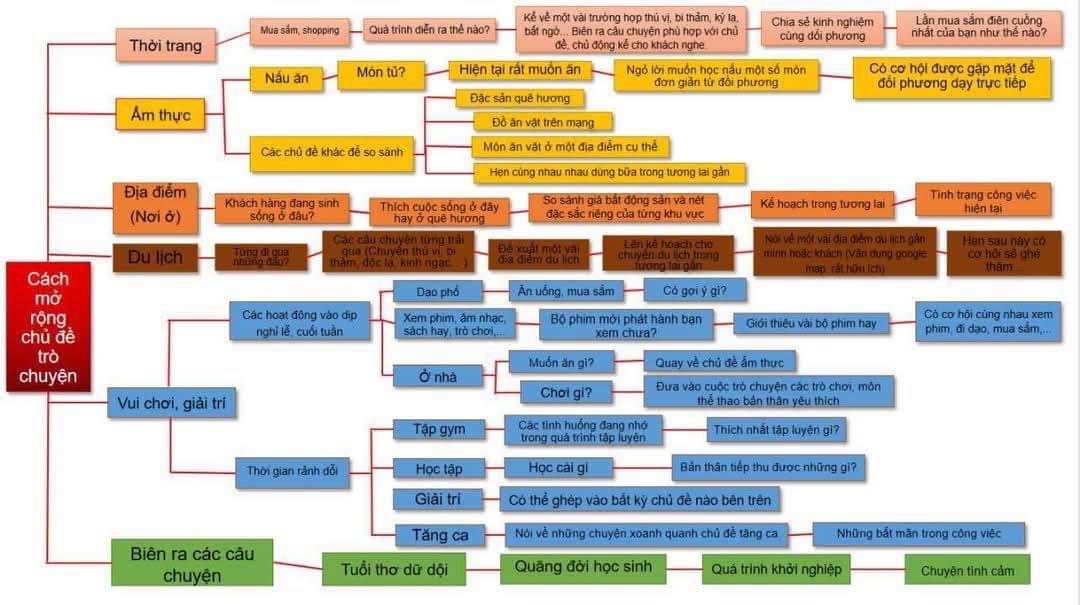 Cách
mở
rộng
chủ đề
trò
chuyện
Thời trang
Mua sắm, shopping
Quá trình diễn ra thế nào?
Kể về một vài trường hợp thú vị, bi thảm, kỳ lạ,
bất ngờ... Biên ra câu chuyện phù hợp với chủ
đề, chủ động kể cho khách nghe.
Chia sẻ kinh nghiệm
cùng đối phương
Lần mua sắm điên cuồng
nhất của bạn như thế nào?
Ẩm thực
Nấu ăn
Món tủ?
Hiện tại rất muốn ăn
Ngỏ lời muốn học nấu một số món
đơn giản từ đối phương
Có cơ hội được gặp mặt để
đối phương dạy trực tiếp
Các chủ đề khác để so sánh
Đặc sản quê hương
Đồ ăn vặt trên mạng
Món ăn vặt ở một địa điểm cụ thể
Hẹn cùng nhau nhau dùng bữa trong tương lai gần
Địa điểm
(Nơi ở)
Khách hàng đang sinh
sống ở đâu?
Thích cuộc sống ở đây
hay ở quê hương
So sánh giá bất động sản và nét
đặc sắc riêng của từng khu vực
Kế hoạch trong tương lai
Tình trạng công việc
hiện tại
Du lịch
Từng đi qua
những đâu?
Các câu chuyện từng trải
qua (Chuyện thú vị, bi
thảm, độc lạ, kinh ngạc... )
Đề xuất một vài
địa điểm du lịch
Lên kế hoạch cho
chuyến du lịch trong
tương lai gần
Nói về một vài địa điểm du lịch gần
mình hoặc khách (Vận dụng google
map, rất hữu ích)
Hẹn sau này có
cơ hội sẽ ghé
thăm...
Vui chơi, giải trí
Các hoạt động vào dịp
nghỉ lễ, cuối tuần
Dạo phố
Ăn uống, mua sắm
Có gợi ý gì?
Xem phim, âm nhạc,
sách hay, trò chơi,...
Bộ phim mới phát hành bạn
xem chưa?
Giới thiệu vài bộ phim hay
Có cơ hội cùng nhau xem
phim, đi dạo, mua sắm,...
Ở nhà
Muốn ăn gì?
Quay về chủ đề ẩm thực
Chơi gì?
Đưa vào cuộc trò chuyện các trò chơi, môn
thể thao bản thân yêu thích
Thời gian rảnh dỗi
Tập gym
Các tình huống đang nhớ
trong quá trình tập luyện
Thích nhất tập luyện gì?
Học tập
Học cái gì
Bản thân tiếp thu được những gì?
Giải trí
Có thể ghép vào bất kỳ chủ đề nào bên trên
Tăng ca
Nói về những chuyện xoanh quanh chủ đề tăng ca
Những bất mãn trong công việc
Biên ra các câu
chuyện
Tuổi thơ dữ dội
Quãng đời học sinh
Quá trình khởi nghiệp
Chuyện tình cảm